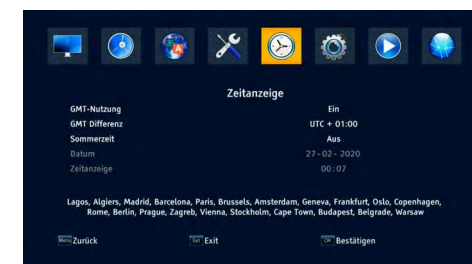 A
Zeitanzeige
GMT-Nutzung Ein
GMT Differenz UTC + 01:00
Sommerzeit Aus
Datum 27-02-2020
Zeitanzeige 00:07
Lagos, Algiers, Madrid, Barcelona, Paris, Brussels, Amsterdam, Geneva, Frankfurt, Oslo, Copenhagen,
Rome, Berlin, Prague, Zagreb, Vienna, Stockholm, Cape Town, Budapest, Belgrade, Warsaw
Menu Zurück Exit Exit OK Bestätigen